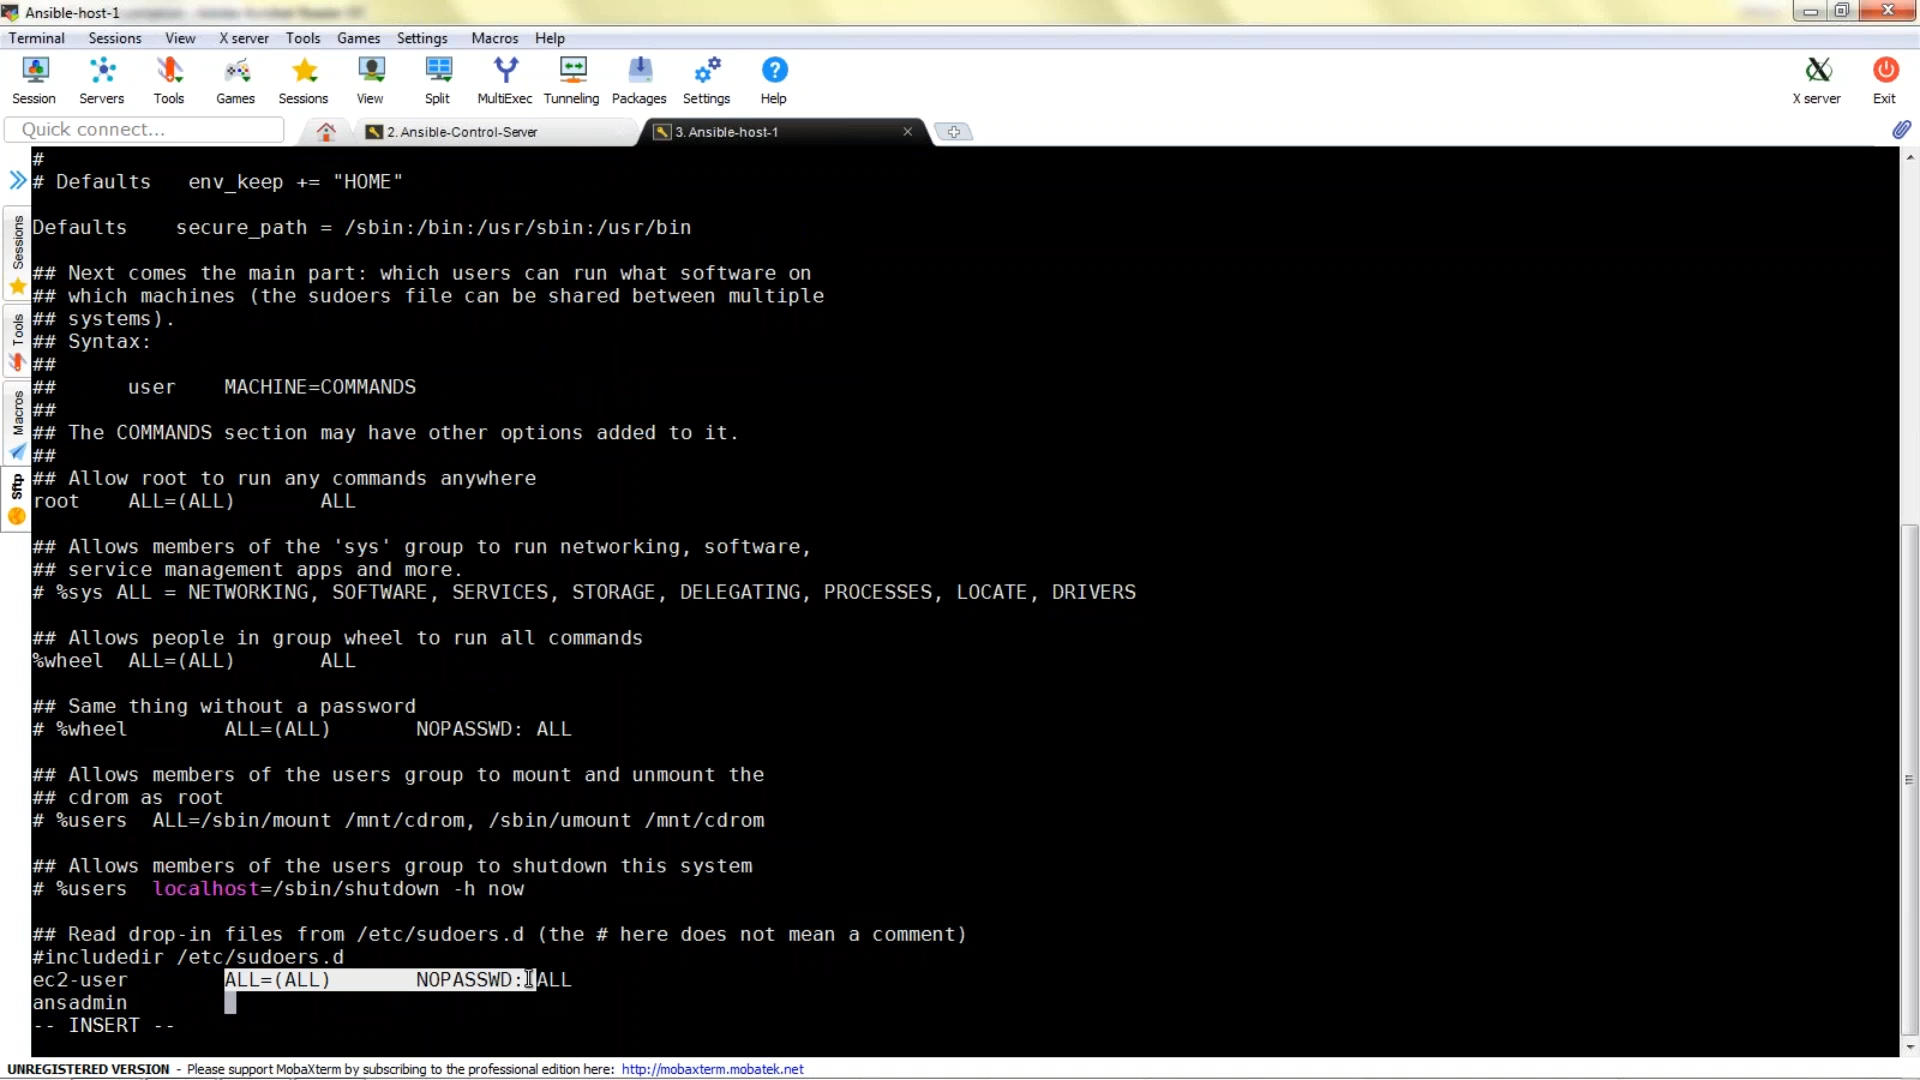 Ansible-host-1
Terminal Sessions View X server Tools Games Settings Macros Help
Session Servers Tools Games Sessions View Split MultiExec Tunneling Packages Settings Help X server Exit
Quick connect...
2. Ansible-Control-Server
3. Ansible-host-1
Sessions
Tools
Macros
Sftp
#
# Defaults   env_keep += "HOME"
Defaults    secure_path = /sbin:/bin:/usr/sbin:/usr/bin
## Next comes the main part: which users can run what software on
## which machines (the sudoers file can be shared between multiple
## systems).
## Syntax:
##
##      user    MACHINE=COMMANDS
##
## The COMMANDS section may have other options added to it.
##
## Allow root to run any commands anywhere
root    ALL=(ALL)       ALL
## Allows members of the 'sys' group to run networking, software,
## service management apps and more.
# %sys ALL = NETWORKING, SOFTWARE, SERVICES, STORAGE, DELEGATING, PROCESSES, LOCATE, DRIVERS
## Allows people in group wheel to run all commands
%wheel  ALL=(ALL)       ALL
## Same thing without a password
# %wheel        ALL=(ALL)       NOPASSWD: ALL
## Allows members of the users group to mount and unmount the
## cdrom as root
# %users  ALL=/sbin/mount /mnt/cdrom, /sbin/umount /mnt/cdrom
## Allows members of the users group to shutdown this system
# %users  localhost=/sbin/shutdown -h now
## Read drop-in files from /etc/sudoers.d (the # here does not mean a comment)
#includedir /etc/sudoers.d
ec2-user        ALL=(ALL)       NOPASSWD: ALL
ansadmin
-- INSERT --
UNREGISTERED VERSION - Please support MobaXterm by subscribing to the professional edition here: http://mobaxterm.mobatek.net